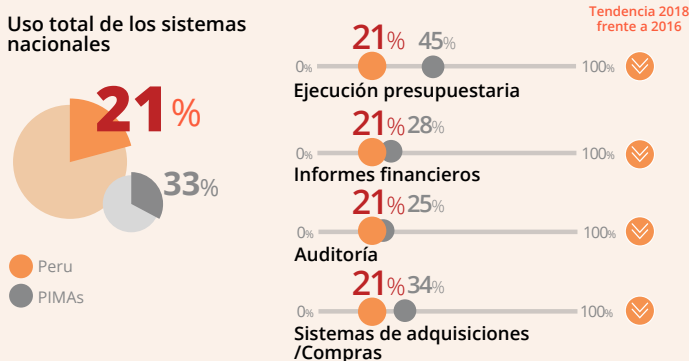 Uso total de los sistemas
nacionales
21%
33%
Peru
PIMAs
Tendencia 2018
frente a 2016
21% 45%
0% 100%
Ejecución presupuestaria
21% 28%
0% 100%
Informes financieros
21% 25%
0% 100%
Auditoría
21% 34%
0% 100%
Sistemas de adquisiciones
/Compras